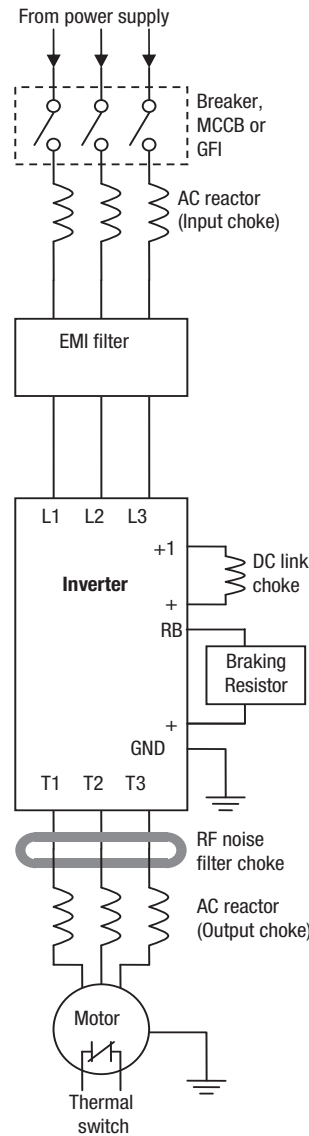 From power supply
Breaker,
MCCB or
GFI
AC reactor
(Input choke)
EMI filter
L1 L2 L3
+1
Inverter
DC link
choke
+
RB
Braking
Resistor
+
GND
T1 T2 T3
RF noise
filter choke
AC reactor
(Output choke)
Motor
Thermal
switch